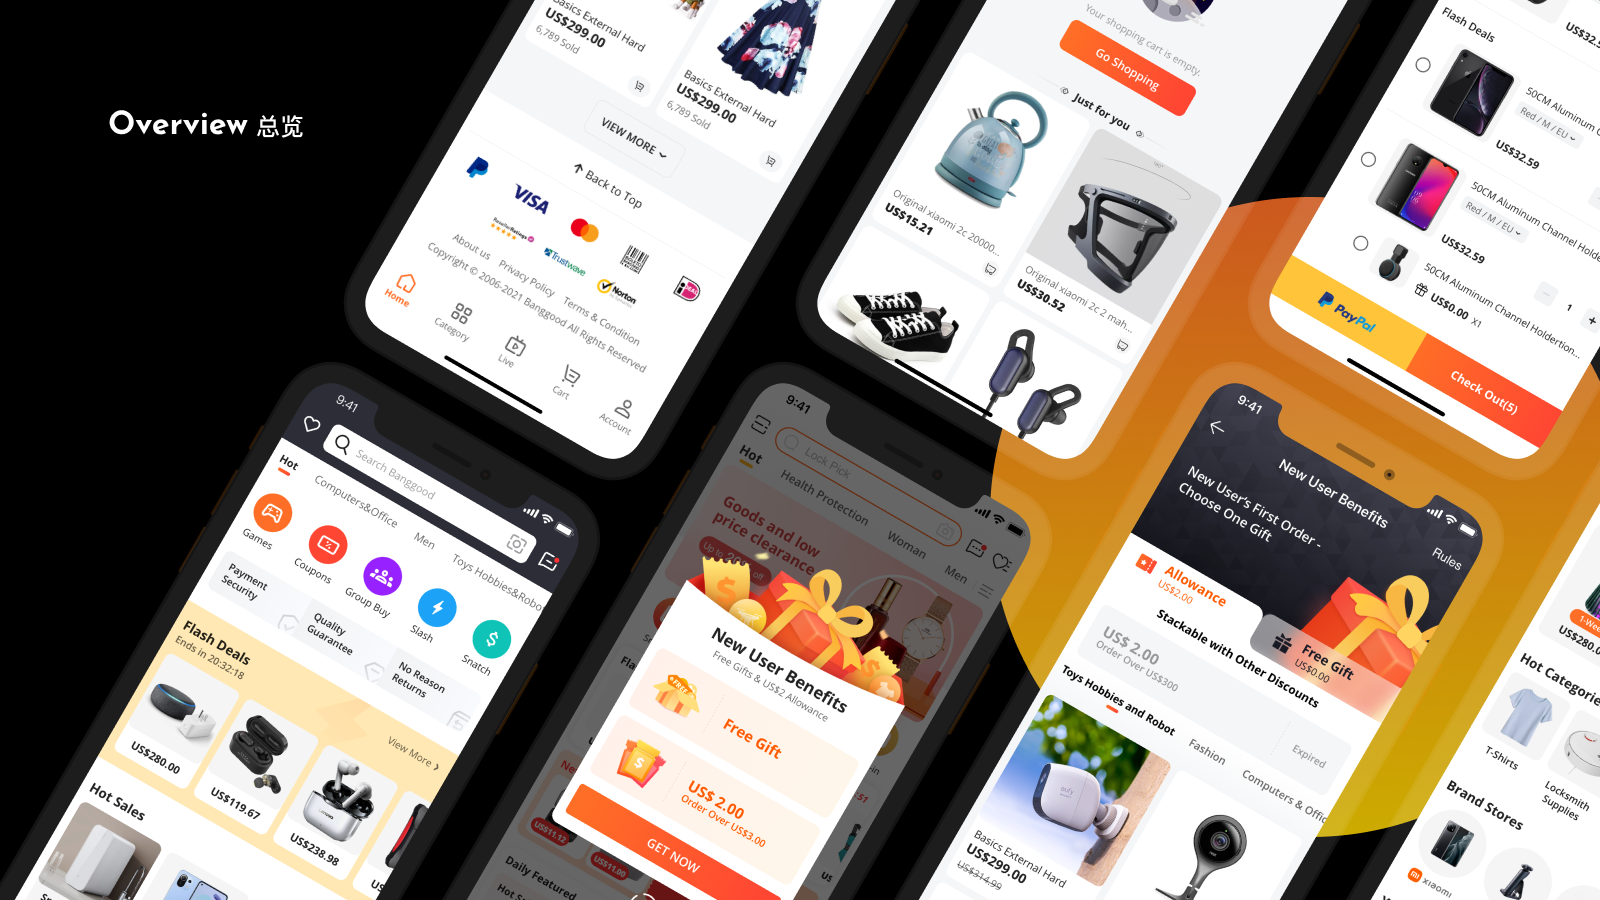 Overview 总览
Basics External Hard
US$299.00
6,789 Sold
Basics External Hard
US$299.00
6,789 Sold
VIEW MORE
Back to Top
VISA
ResellerRatings
Trustwave
Norton
iDEAL
About us Privacy Policy Terms & Condition
Copyright © 2006-2021 Banggood All Rights Reserved
Home
Category
Live
Cart
Account
Your shopping cart is empty.
Go Shopping
Just for you
Original xiaomi 2c 20000...
US$15.21
Original xiaomi 2c 2 mah...
US$30.52
Flash Deals
50CM Aluminum C
Red / M / EU
US$32.59
50CM Aluminum Channel Holde
Red / M / EU
US$32.59
50CM Aluminum Channel Holdertion...
US$0.00 X1
1
PayPal
Check Out(5)
9:41
Search Banggood
Hot
Computers&Office
Men
Toys Hobbies&Robo
Games
Coupons
Group Buy
Slash
Snatch
Payment
Security
Quality
Guarantee
No Reason
Returns
Flash Deals
Ends in 20:32:18
View More
US$280.00
US$119.67
US$238.98
Hot Sales
9:41
Lock Pick
Hot
Health Protection
Woman
Men
Goods and low
price clearance
New User Benefits
Free Gifts & US$2 Allowance
FREE
Free Gift
US$ 2.00
Order Over US$3.00
GET NOW
US$11.12
US$11.00
Daily Featured
9:41
New User Benefits
Rules
New User's First Order -
Choose One Gift
Allowance
US$2.00
Free Gift
US$0.00
Stackable with Other Discounts
US$ 2.00
Order Over US$300
Expired
Toys Hobbies and Robot
Fashion
Computers & Offic
eufy
Basics External Hard
US$299.00
US$314.99
US$280.0
Hot Categorie
T-Shirts
Locksmith
Supplies
Brand Stores
xiaomi